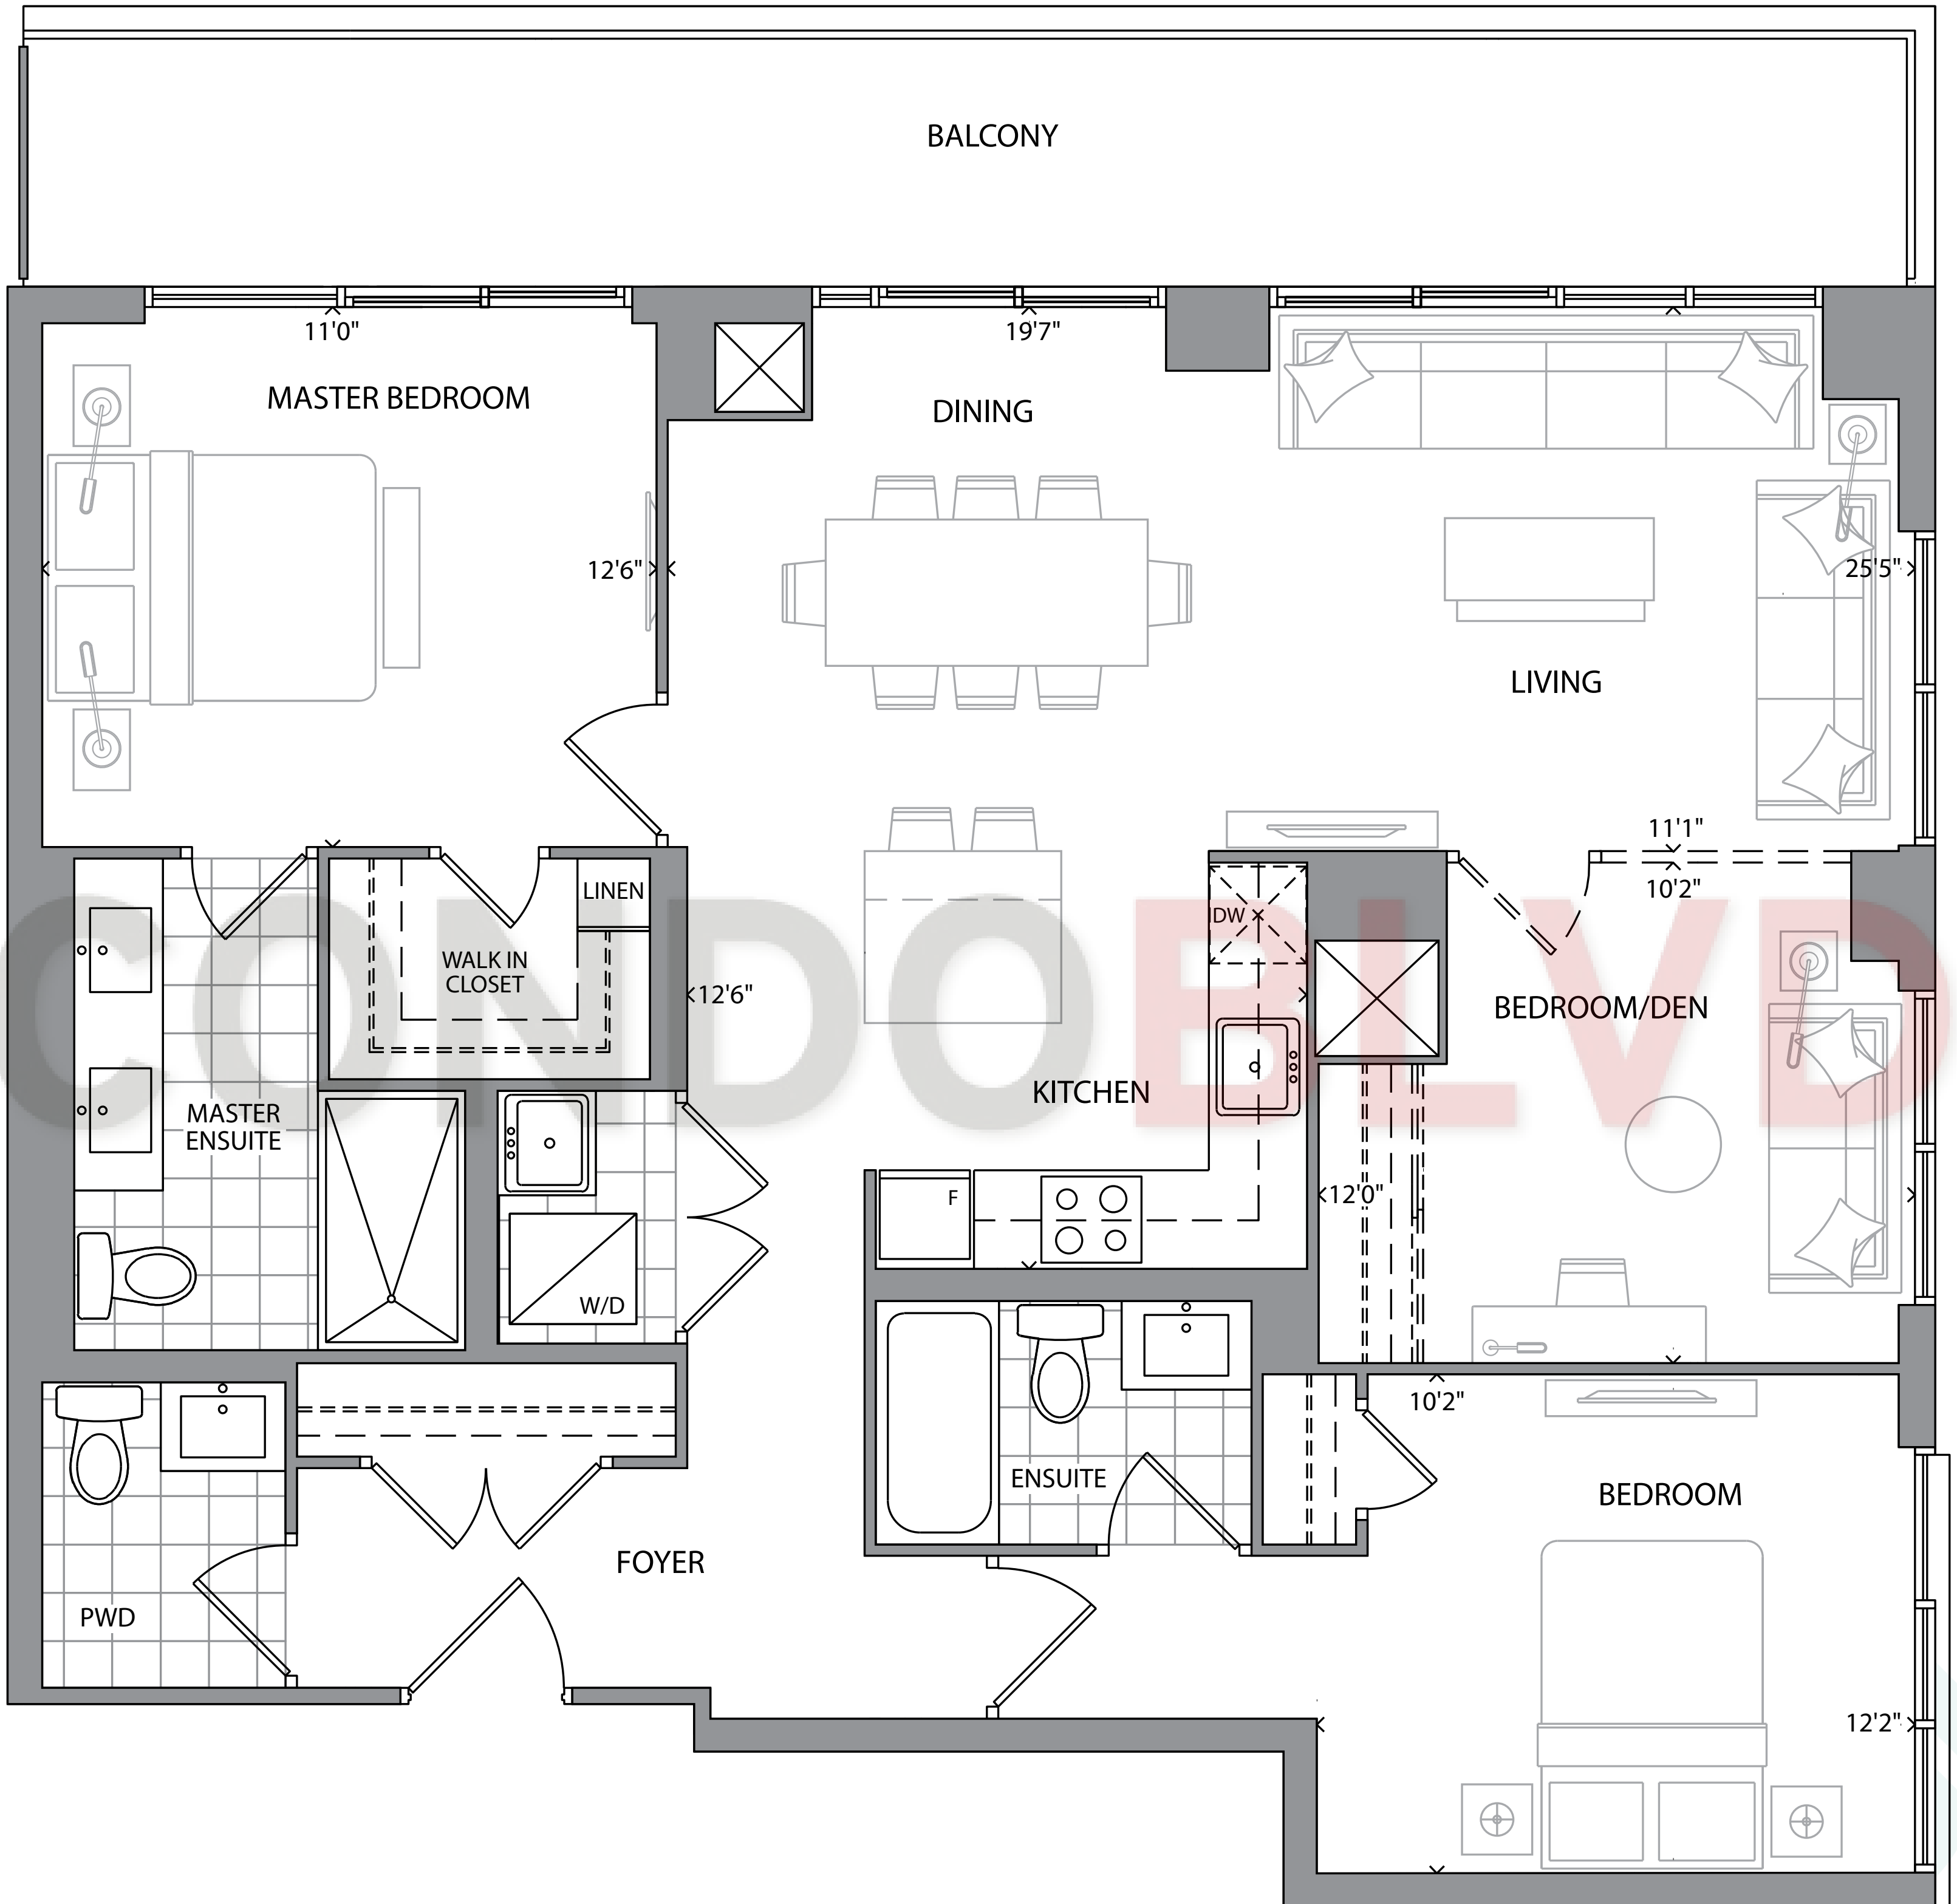 BALCONY
11'0"
19'7"
MASTER BEDROOM
DINING
12'6"
25'5"
LIVING
11'1"
10'2"
LINEN
DW
WALK IN
CLOSET
12'6"
BEDROOM/DEN
CONDOBLVD
KITCHEN
MASTER
ENSUITE
F
12'0"
W/D
10'2"
ENSUITE
BEDROOM
FOYER
PWD
12'2"